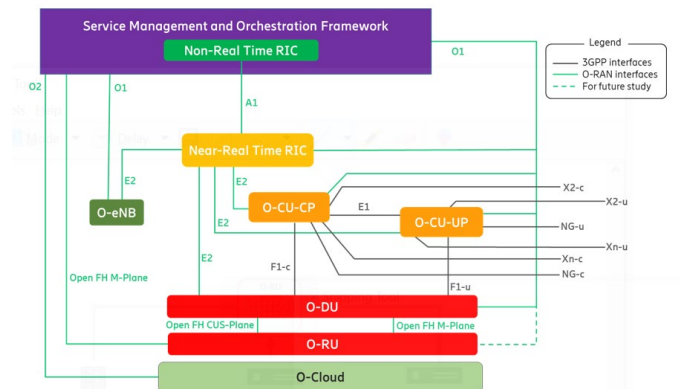 Service Management and Orchestration Framework
Non-Real Time RIC
Legend
3GPP interfaces
O-RAN interfaces
For future study
O1
O2
O1
A1
Near-Real Time RIC
E2
E2
O-eNB
O-CU-CP
E1
O-CU-UP
X2-c
X2-u
E2
NG-u
Xn-u
E2
Xn-c
F1-c
NG-c
Open FH M-Plane
F1-u
O-DU
Open FH CUS-Plane
Open FH M-Plane
O-RU
O-Cloud